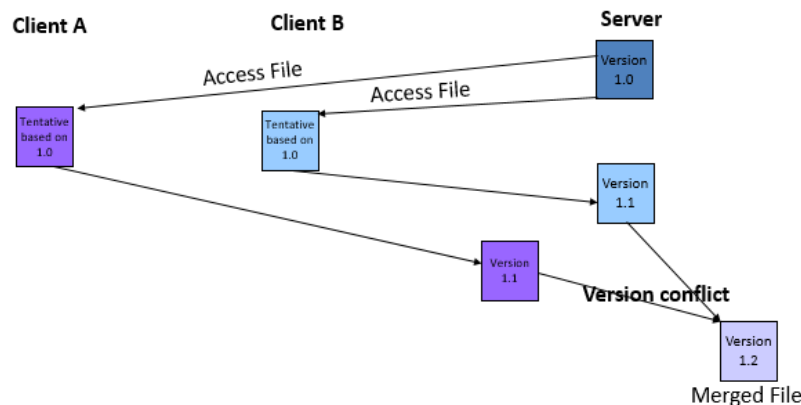 Client A
Client B
Server
Version
1.0
Access File
Access File
Tentative
based on
1.0
Tentative
based on
1.0
Version
1.1
Version
1.1
Version conflict
Version
1.2
Merged File